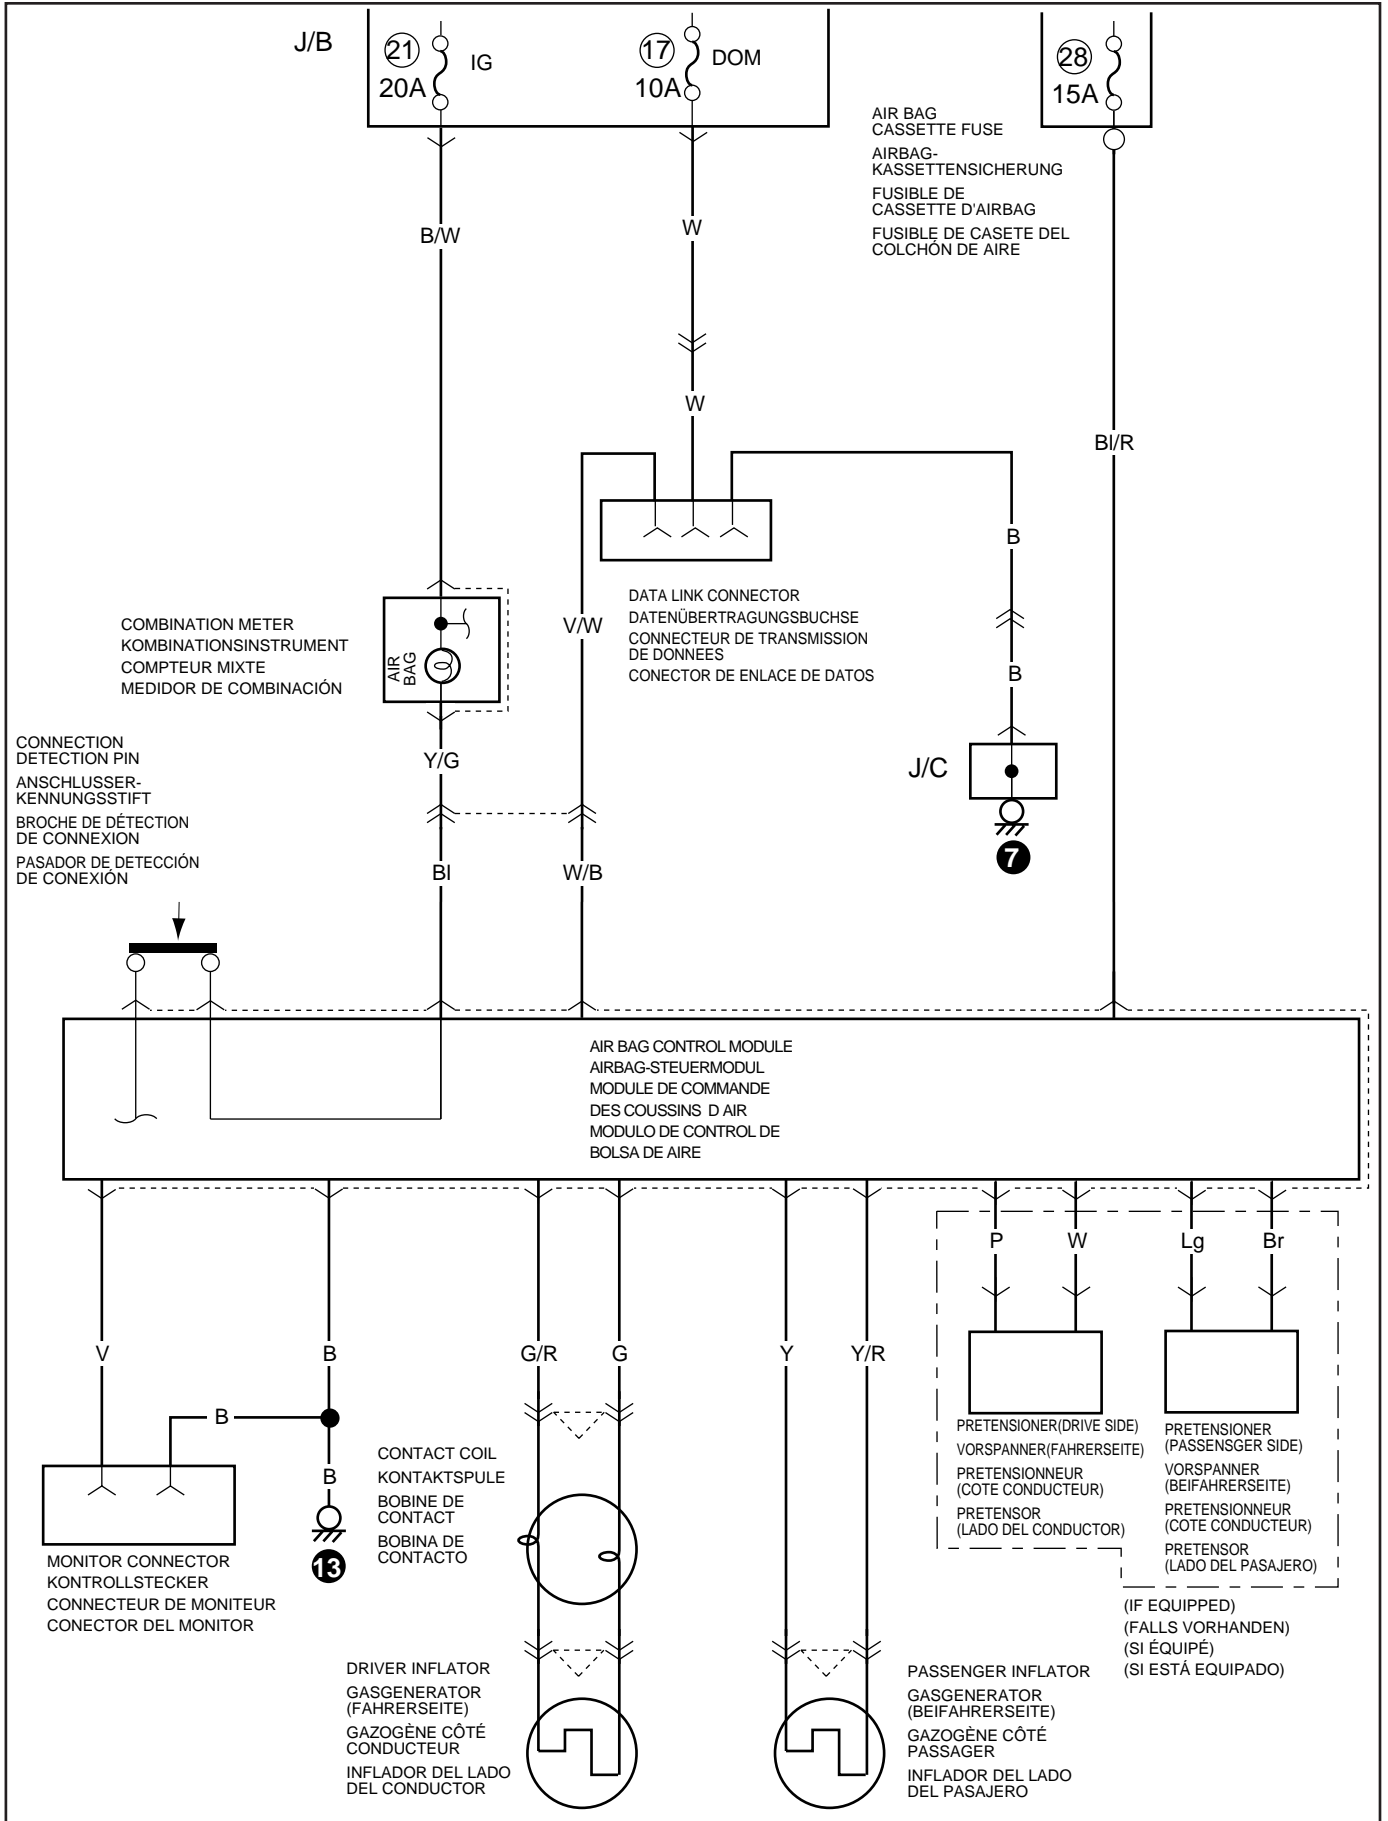 J/B
21
20A
IG
17
10A
DOM
28
15A
AIR BAG
CASSETTE FUSE
AIRBAG-
KASSETTENSICHERUNG
FUSIBLE DE
CASSETTE D'AIRBAG
FUSIBLE DE CASETE DEL
COLCHÓN DE AIRE
B/W
W
W
Bl/R
B
DATA LINK CONNECTOR
DATENÜBERTRAGUNGSBUCHSE
CONNECTEUR DE TRANSMISSION
DE DONNEES
CONECTOR DE ENLACE DE DATOS
COMBINATION METER
KOMBINATIONSINSTRUMENT
COMPTEUR MIXTE
MEDIDOR DE COMBINACIÓN
AIR
BAG
V/W
B
CONNECTION
DETECTION PIN
ANSCHLUSSER-
KENNUNGSSTIFT
BROCHE DE DÉTECTION
DE CONNEXION
PASADOR DE DETECCIÓN
DE CONEXIÓN
Y/G
J/C
7
Bl
W/B
AIR BAG CONTROL MODULE
AIRBAG-STEUERMODUL
MODULE DE COMMANDE
DES COUSSINS D AIR
MODULO DE CONTROL DE
BOLSA DE AIRE
P
W
Lg
Br
V
B
G/R
G
Y
Y/R
B
B
13
MONITOR CONNECTOR
KONTROLLSTECKER
CONNECTEUR DE MONITEUR
CONECTOR DEL MONITOR
CONTACT COIL
KONTAKTSPULE
BOBINE DE
CONTACT
BOBINA DE
CONTACTO
PRETENSIONER(DRIVE SIDE)
VORSPANNER(FAHRERSEITE)
PRETENSIONNEUR
(COTE CONDUCTEUR)
PRETENSOR
(LADO DEL CONDUCTOR)
PRETENSIONER
(PASSENSGER SIDE)
VORSPANNER
(BEIFAHRERSEITE)
PRETENSIONNEUR
(COTE CONDUCTEUR)
PRETENSOR
(LADO DEL PASAJERO)
(IF EQUIPPED)
(FALLS VORHANDEN)
(SI ÉQUIPÉ)
(SI ESTÁ EQUIPADO)
DRIVER INFLATOR
GASGENERATOR
(FAHRERSEITE)
GAZOGÈNE CÔTÉ
CONDUCTEUR
INFLADOR DEL LADO
DEL CONDUCTOR
PASSENGER INFLATOR
GASGENERATOR
(BEIFAHRERSEITE)
GAZOGÈNE CÔTÉ
PASSAGER
INFLADOR DEL LADO
DEL PASAJERO